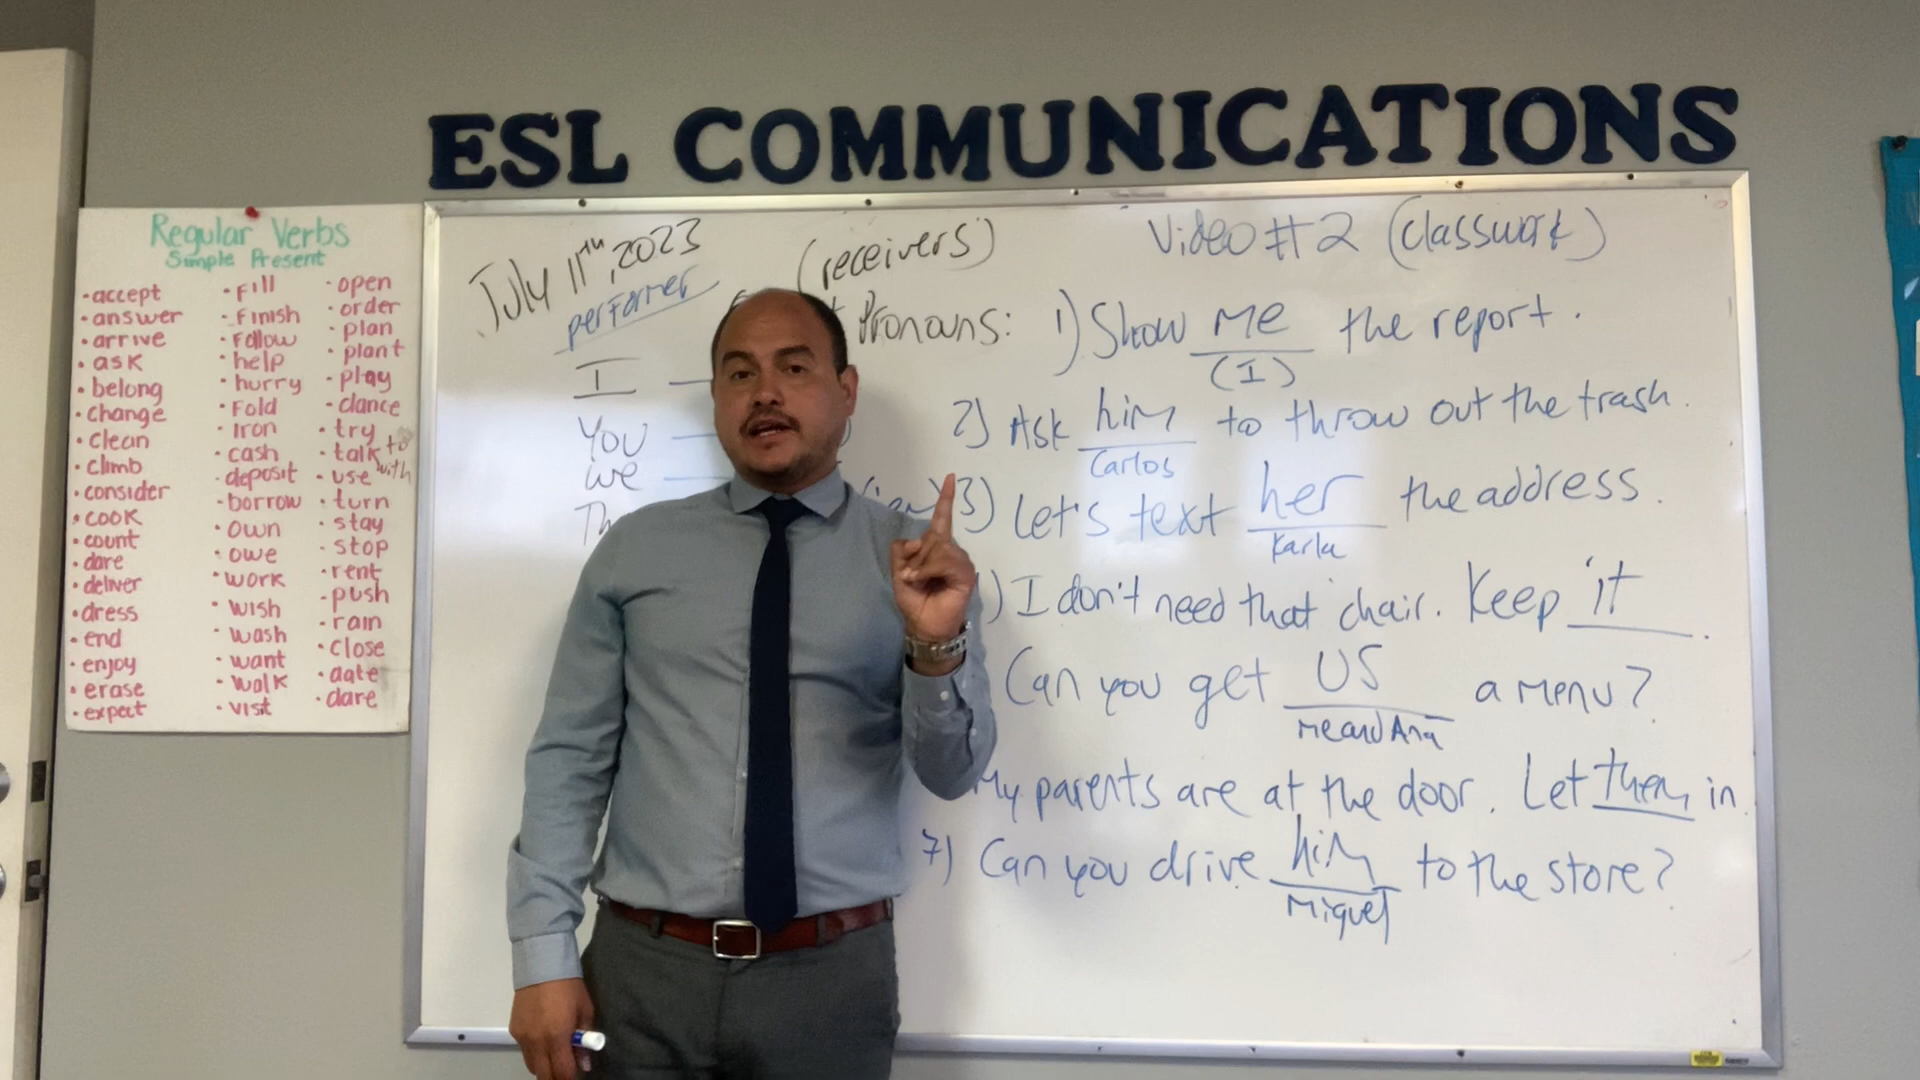 ESL COMMUNICATIONS
Regular Verbs
Simple Present
• accept
• answer
• arrive
• ask
• belong
• change
• clean
• climb
• consider
• cook
• count
• dare
• deliver
• dress
• end
• enjoy
• erase
• expect
• fill
• finish
• follow
• help
• hurry
• fold
• iron
• cash
• deposit
• borrow
• own
• owe
• work
• wish
• wash
• want
• walk
• visit
• open
• order
• plan
• plant
• play
• dance
• try
• talk to
• use with
• turn
• stay
• stop
• rent
• push
• rain
• close
• date
• dare
July 11th, 2023
performer
(receivers)
Pronouns:
I
You
We
Video #2 (classwork)
1) Show me the report.
(I)
2) Ask him to throw out the trash.
Carlos
3) Let's text her the address.
Karla
) I don't need that chair. Keep it.
Can you get us a menu?
me and Ana
My parents are at the door. Let them in
7) Can you drive him to the store?
Miguel